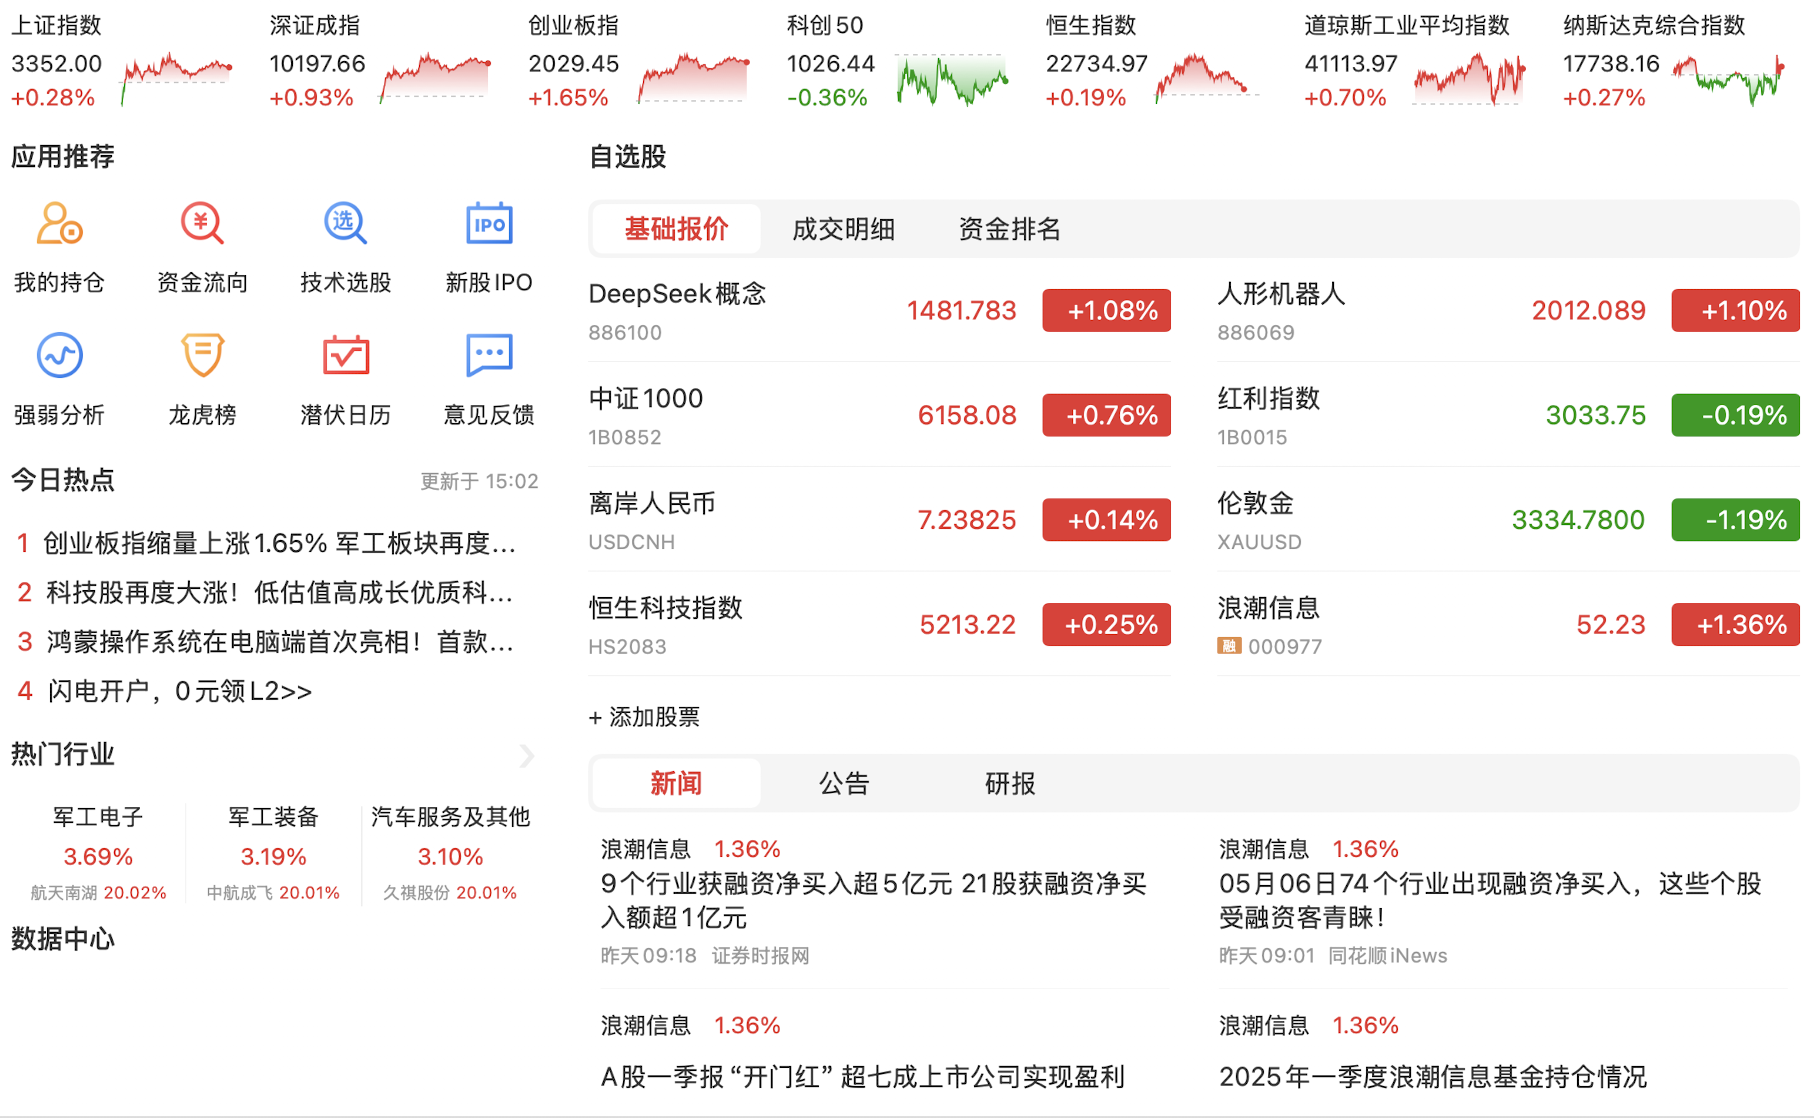 上证指数
3352.00
+0.28%
深证成指
10197.66
+0.93%
创业板指
2029.45
+1.65%
科创50
1026.44
-0.36%
恒生指数
22734.97
+0.19%
道琼斯工业平均指数
41113.97
+0.70%
纳斯达克综合指数
17738.16
+0.27%
应用推荐
¥
选
IPO
我的持仓
资金流向
技术选股
新股IPO
强弱分析
龙虎榜
潜伏日历
意见反馈
今日热点
更新于 15:02
1 创业板指缩量上涨1.65% 军工板块再度...
2 科技股再度大涨！低估值高成长优质科...
3 鸿蒙操作系统在电脑端首次亮相！首款...
4 闪电开户，0元领L2>>
热门行业
军工电子
3.69%
航天南湖 20.02%
军工装备
3.19%
中航成飞 20.01%
汽车服务及其他
3.10%
久祺股份 20.01%
数据中心
自选股
基础报价 成交明细 资金排名
DeepSeek概念 1481.783 +1.08%
886100
人形机器人 2012.089 +1.10%
886069
中证1000 6158.08 +0.76%
1B0852
红利指数 3033.75 -0.19%
1B0015
离岸人民币 7.23825 +0.14%
USDCNH
伦敦金 3334.7800 -1.19%
XAUUSD
恒生科技指数 5213.22 +0.25%
HS2083
浪潮信息 52.23 +1.36%
融 000977
+ 添加股票
新闻 公告 研报
浪潮信息 1.36%
9个行业获融资净买入超5亿元 21股获融资净买
入额超1亿元
昨天09:18 证券时报网
浪潮信息 1.36%
05月06日74个行业出现融资净买入，这些个股
受融资客青睐！
昨天09:01 同花顺iNews
浪潮信息 1.36%
A股一季报“开门红” 超七成上市公司实现盈利
浪潮信息 1.36%
2025年一季度浪潮信息基金持仓情况